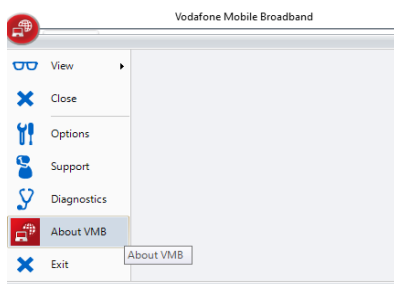 Vodafone Mobile Broadband
View
Close
Options
Support
Diagnostics
About VMB
About VMB
Exit